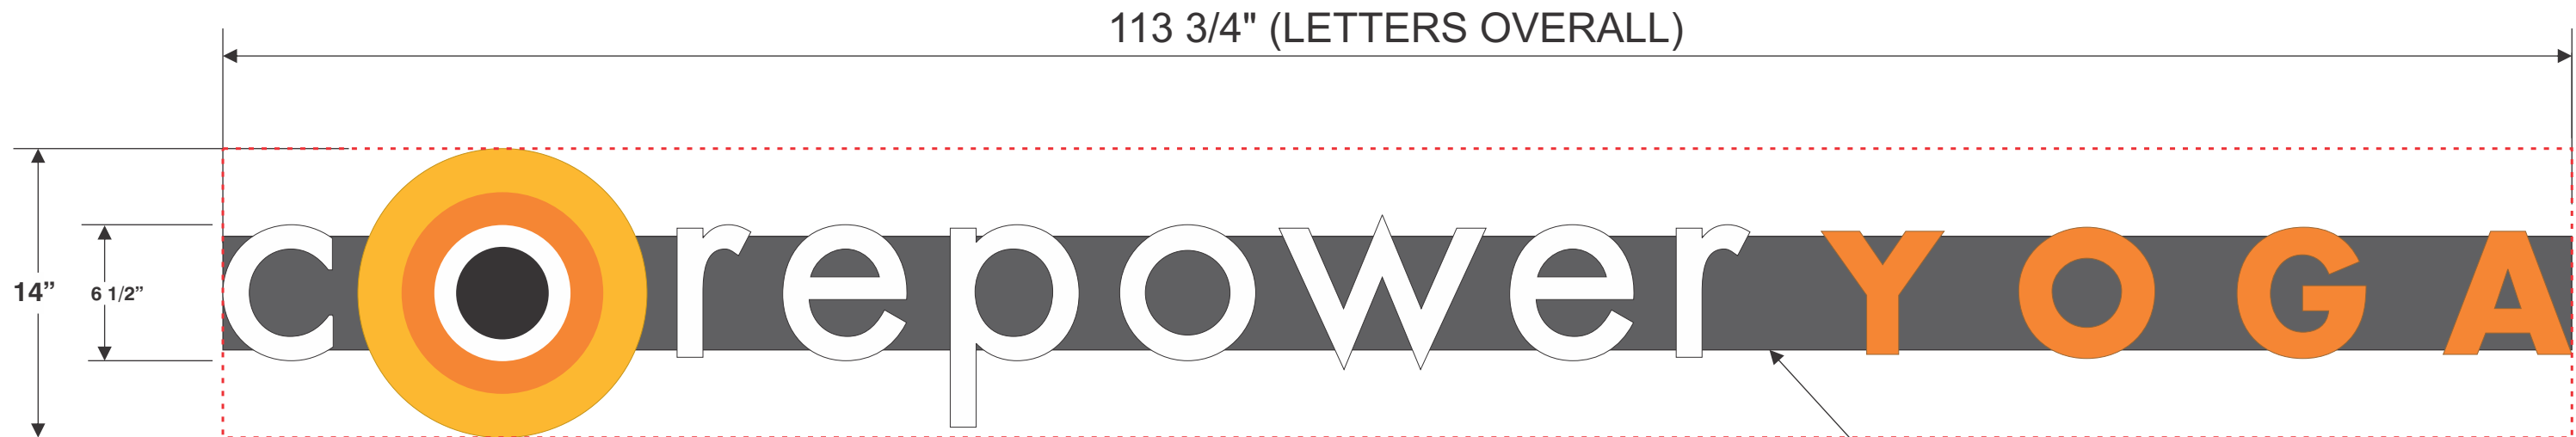 113 3/4" (LETTERS OVERALL)
14”
6 1/2”
corepower YOGA